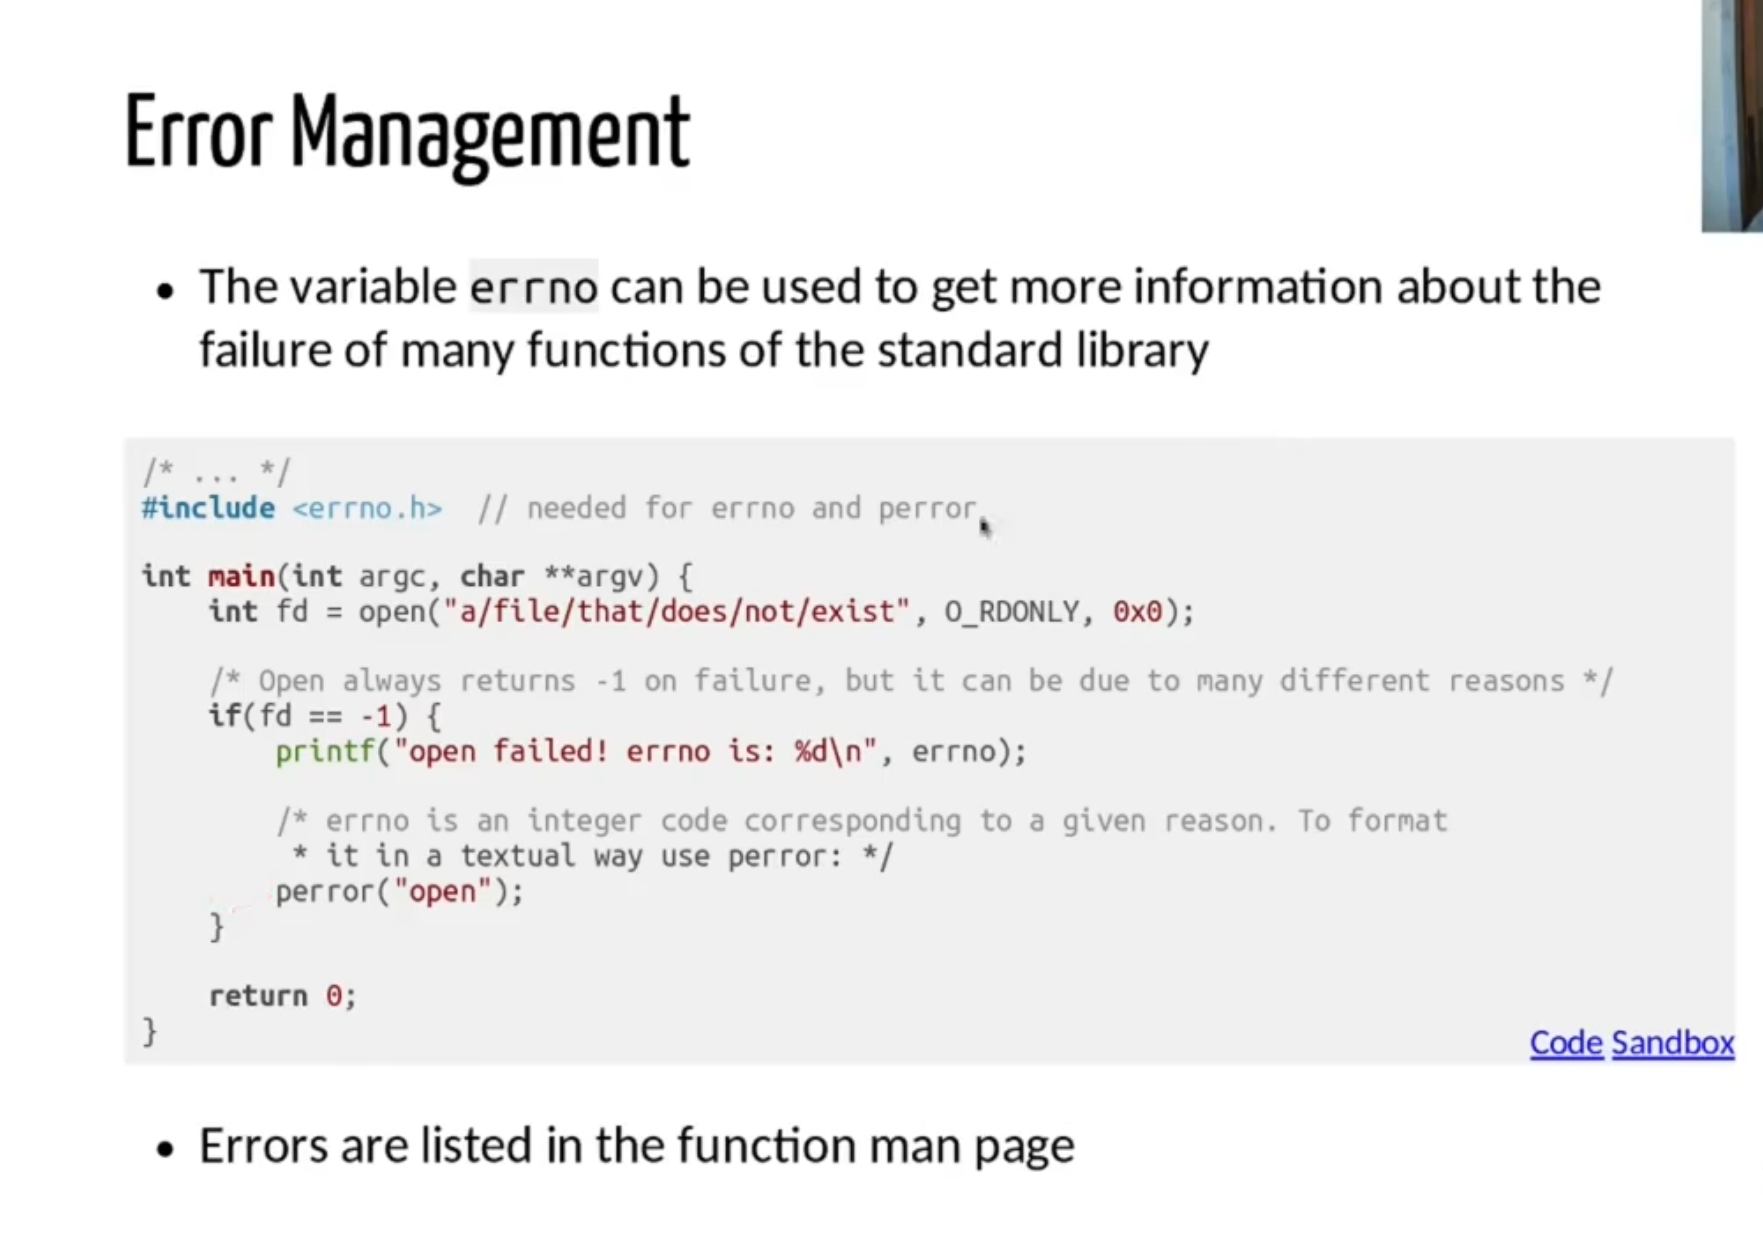 Error Management
• The variable errno can be used to get more information about the
failure of many functions of the standard library
/* ... */
#include <errno.h>  // needed for errno and perror
int main(int argc, char **argv) {
    int fd = open("a/file/that/does/not/exist", O_RDONLY, 0x0);
    /* Open always returns -1 on failure, but it can be due to many different reasons */
    if(fd == -1) {
        printf("open failed! errno is: %d\n", errno);
        /* errno is an integer code corresponding to a given reason. To format
         * it in a textual way use perror: */
        perror("open");
    }
    return 0;
}
Code Sandbox
• Errors are listed in the function man page